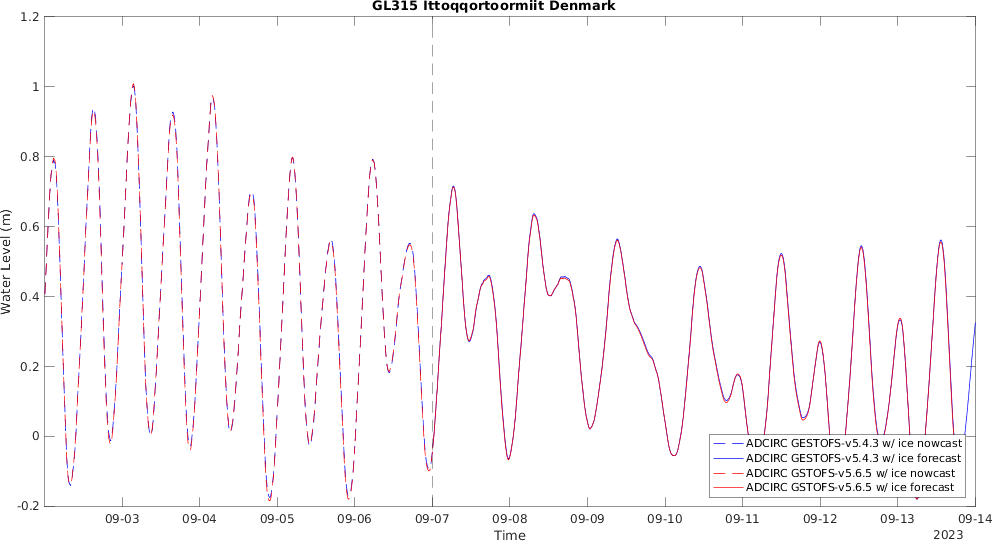 GL315 Ittoqqortoormiit Denmark
1.2
1
0.8
0.6
0.4
0.2
0
-0.2
Water Level (m)
09-03 09-04 09-05 09-06 09-07 09-08 09-09 09-10 09-11 09-12 09-13 09-14
Time
2023
ADCIRC GESTOFS-v5.4.3 w/ ice nowcast
ADCIRC GESTOFS-v5.4.3 w/ ice forecast
ADCIRC GSTOFS-v5.6.5 w/ ice nowcast
ADCIRC GSTOFS-v5.6.5 w/ ice forecast